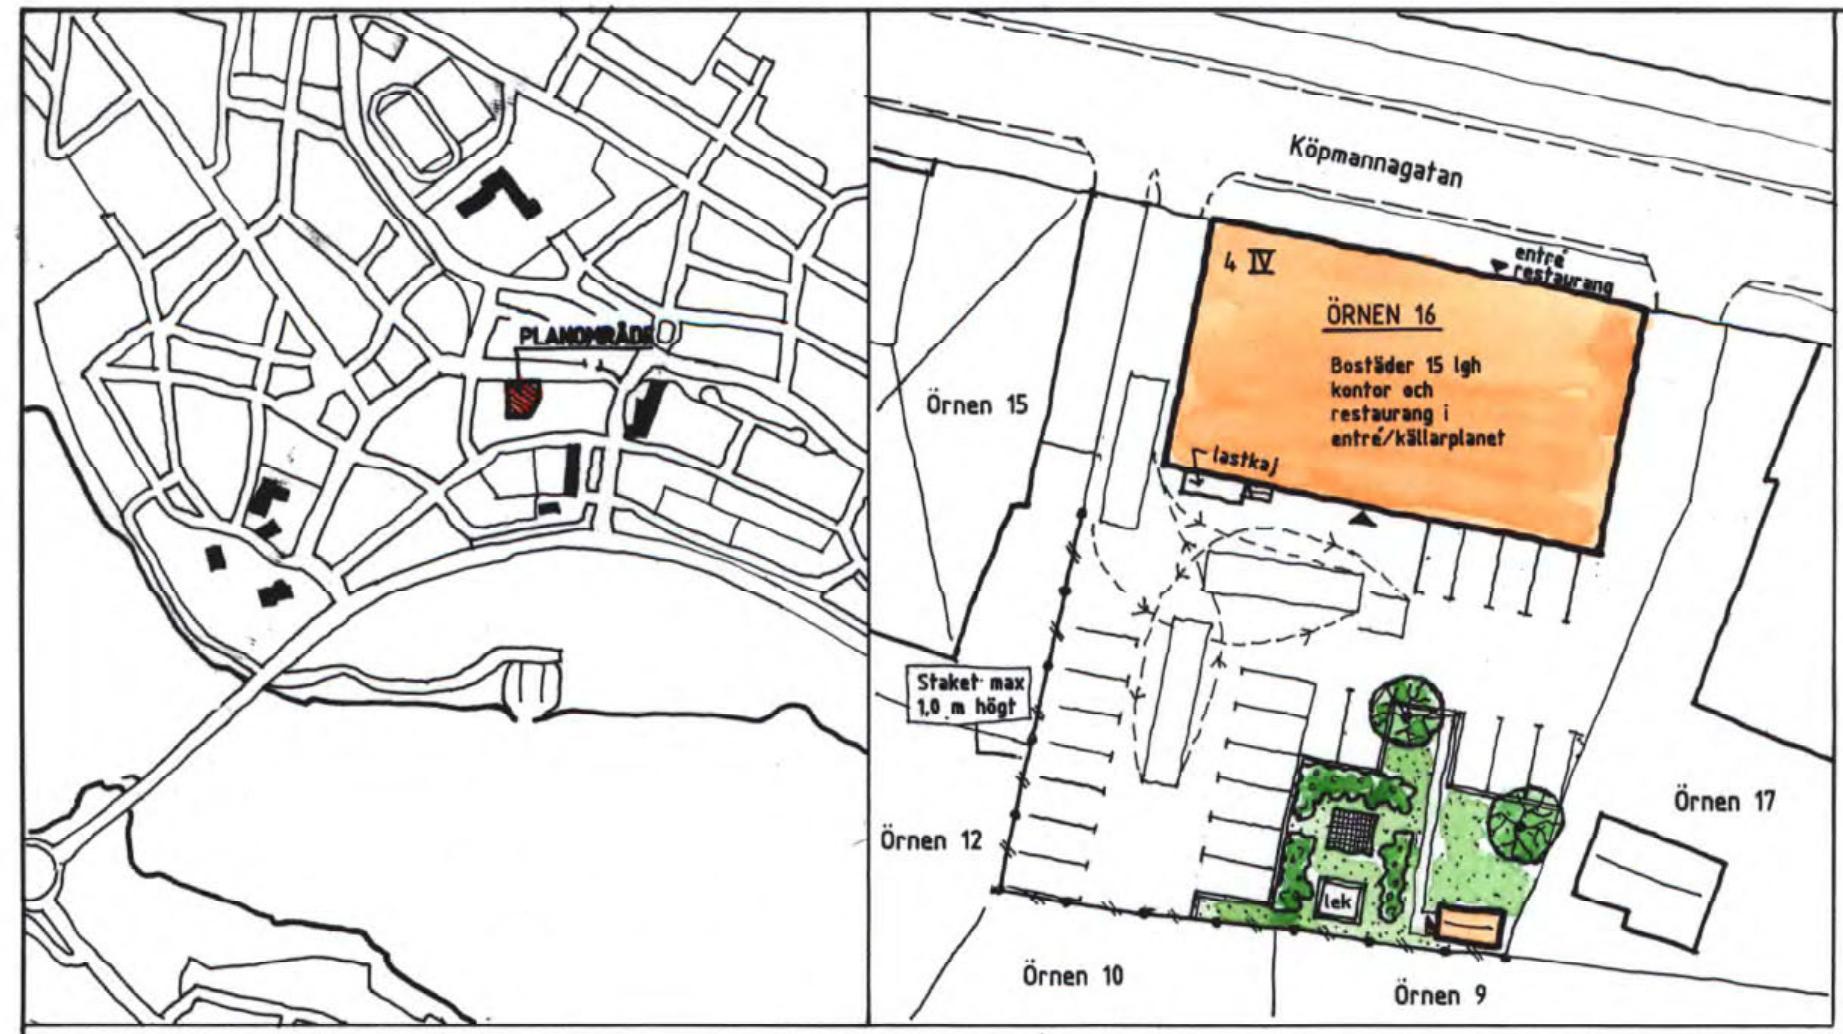 PLANOMRÅDE
Köpmannagatan
entré
restaurang
4 IV
ÖRNEN 16
Bostäder 15 lgh
kontor och
restaurang i
entré/källarplanet
Örnen 15
lastkaj
Staket max
1,0 m högt
Örnen 12
Örnen 17
lek
Örnen 10
Örnen 9